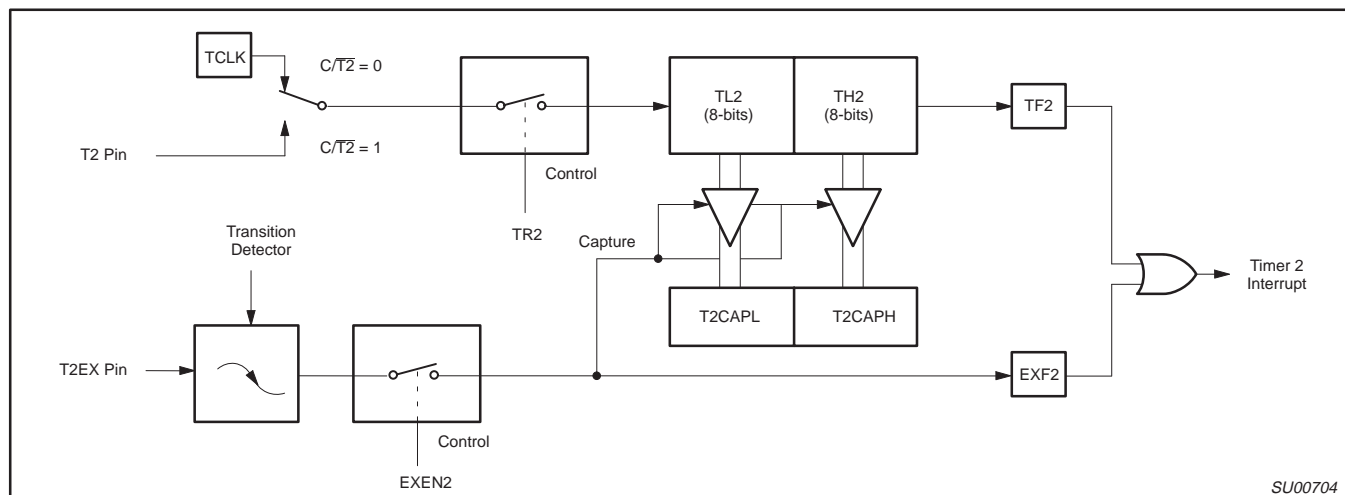 TCLK
C/T2 = 0
TL2
(8-bits)
TH2
(8-bits)
TF2
T2 Pin
C/T2 = 1
Control
TR2
Transition
Detector
Capture
Timer 2
Interrupt
T2CAPL
T2CAPH
T2EX Pin
EXF2
Control
EXEN2
SU00704